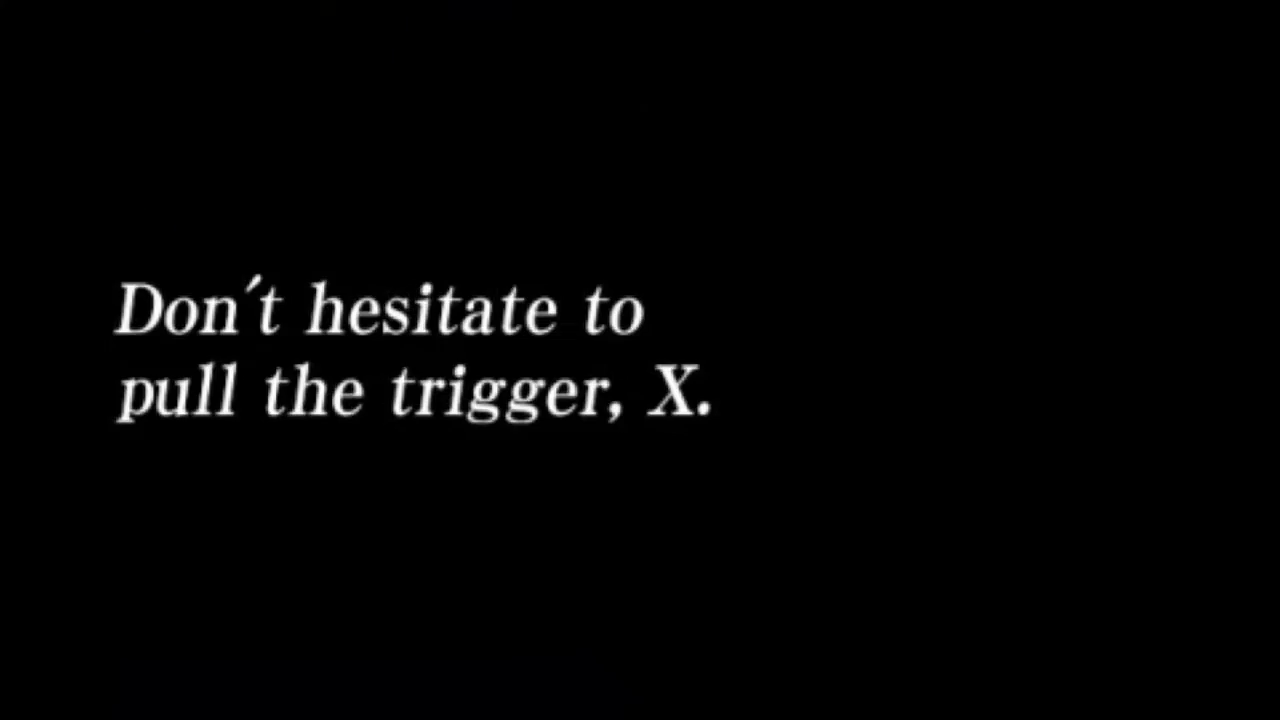 Don´t hesitate to
pull the trigger, X.